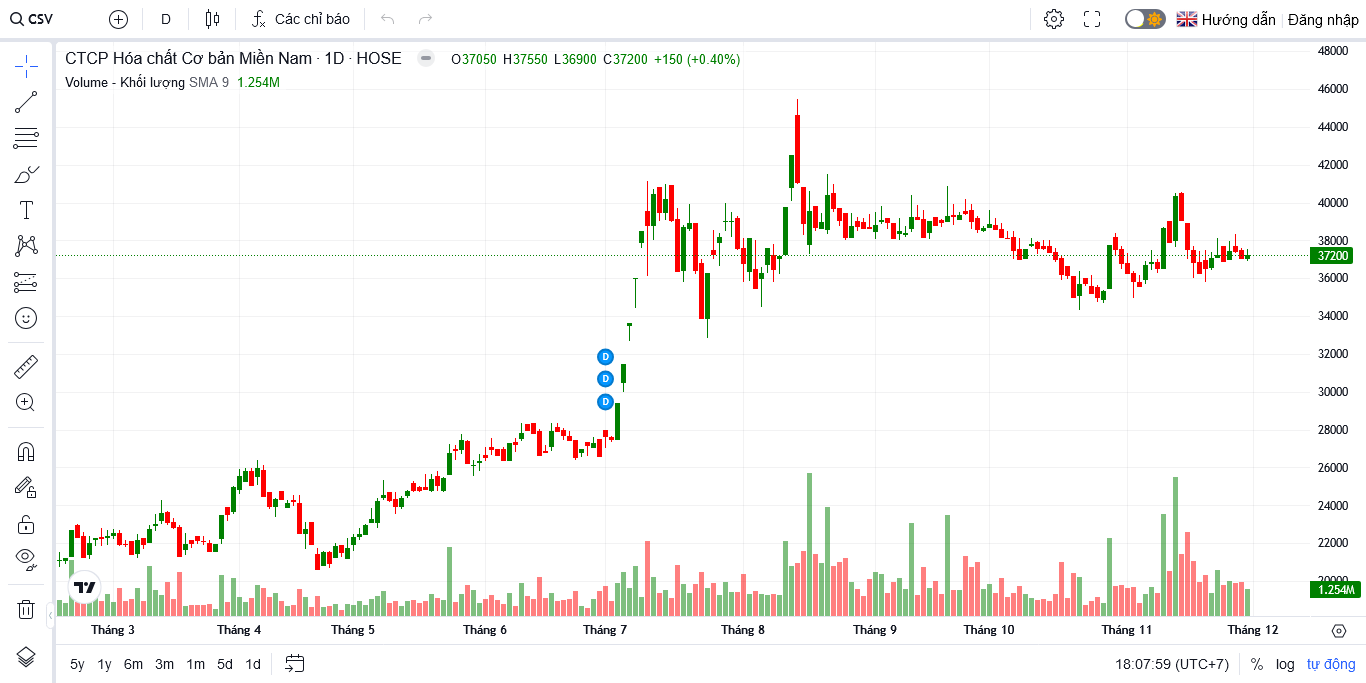 CSV D Các chỉ báo Hướng dẫn Đăng nhập
CTCP Hóa chất Cơ bản Miền Nam · 1D · HOSE O37050 H37550 L36900 C37200 +150 (+0.40%)
Volume - Khối lượng SMA 9 1.254M
48000
46000
44000
42000
40000
38000
37200
36000
34000
32000
30000
28000
26000
24000
22000
20000
1.254M
D
D
D
Tháng 3 Tháng 4 Tháng 5 Tháng 6 Tháng 7 Tháng 8 Tháng 9 Tháng 10 Tháng 11 Tháng 12
5y 1y 6m 3m 1m 5d 1d 18:07:59 (UTC+7) % log tự động